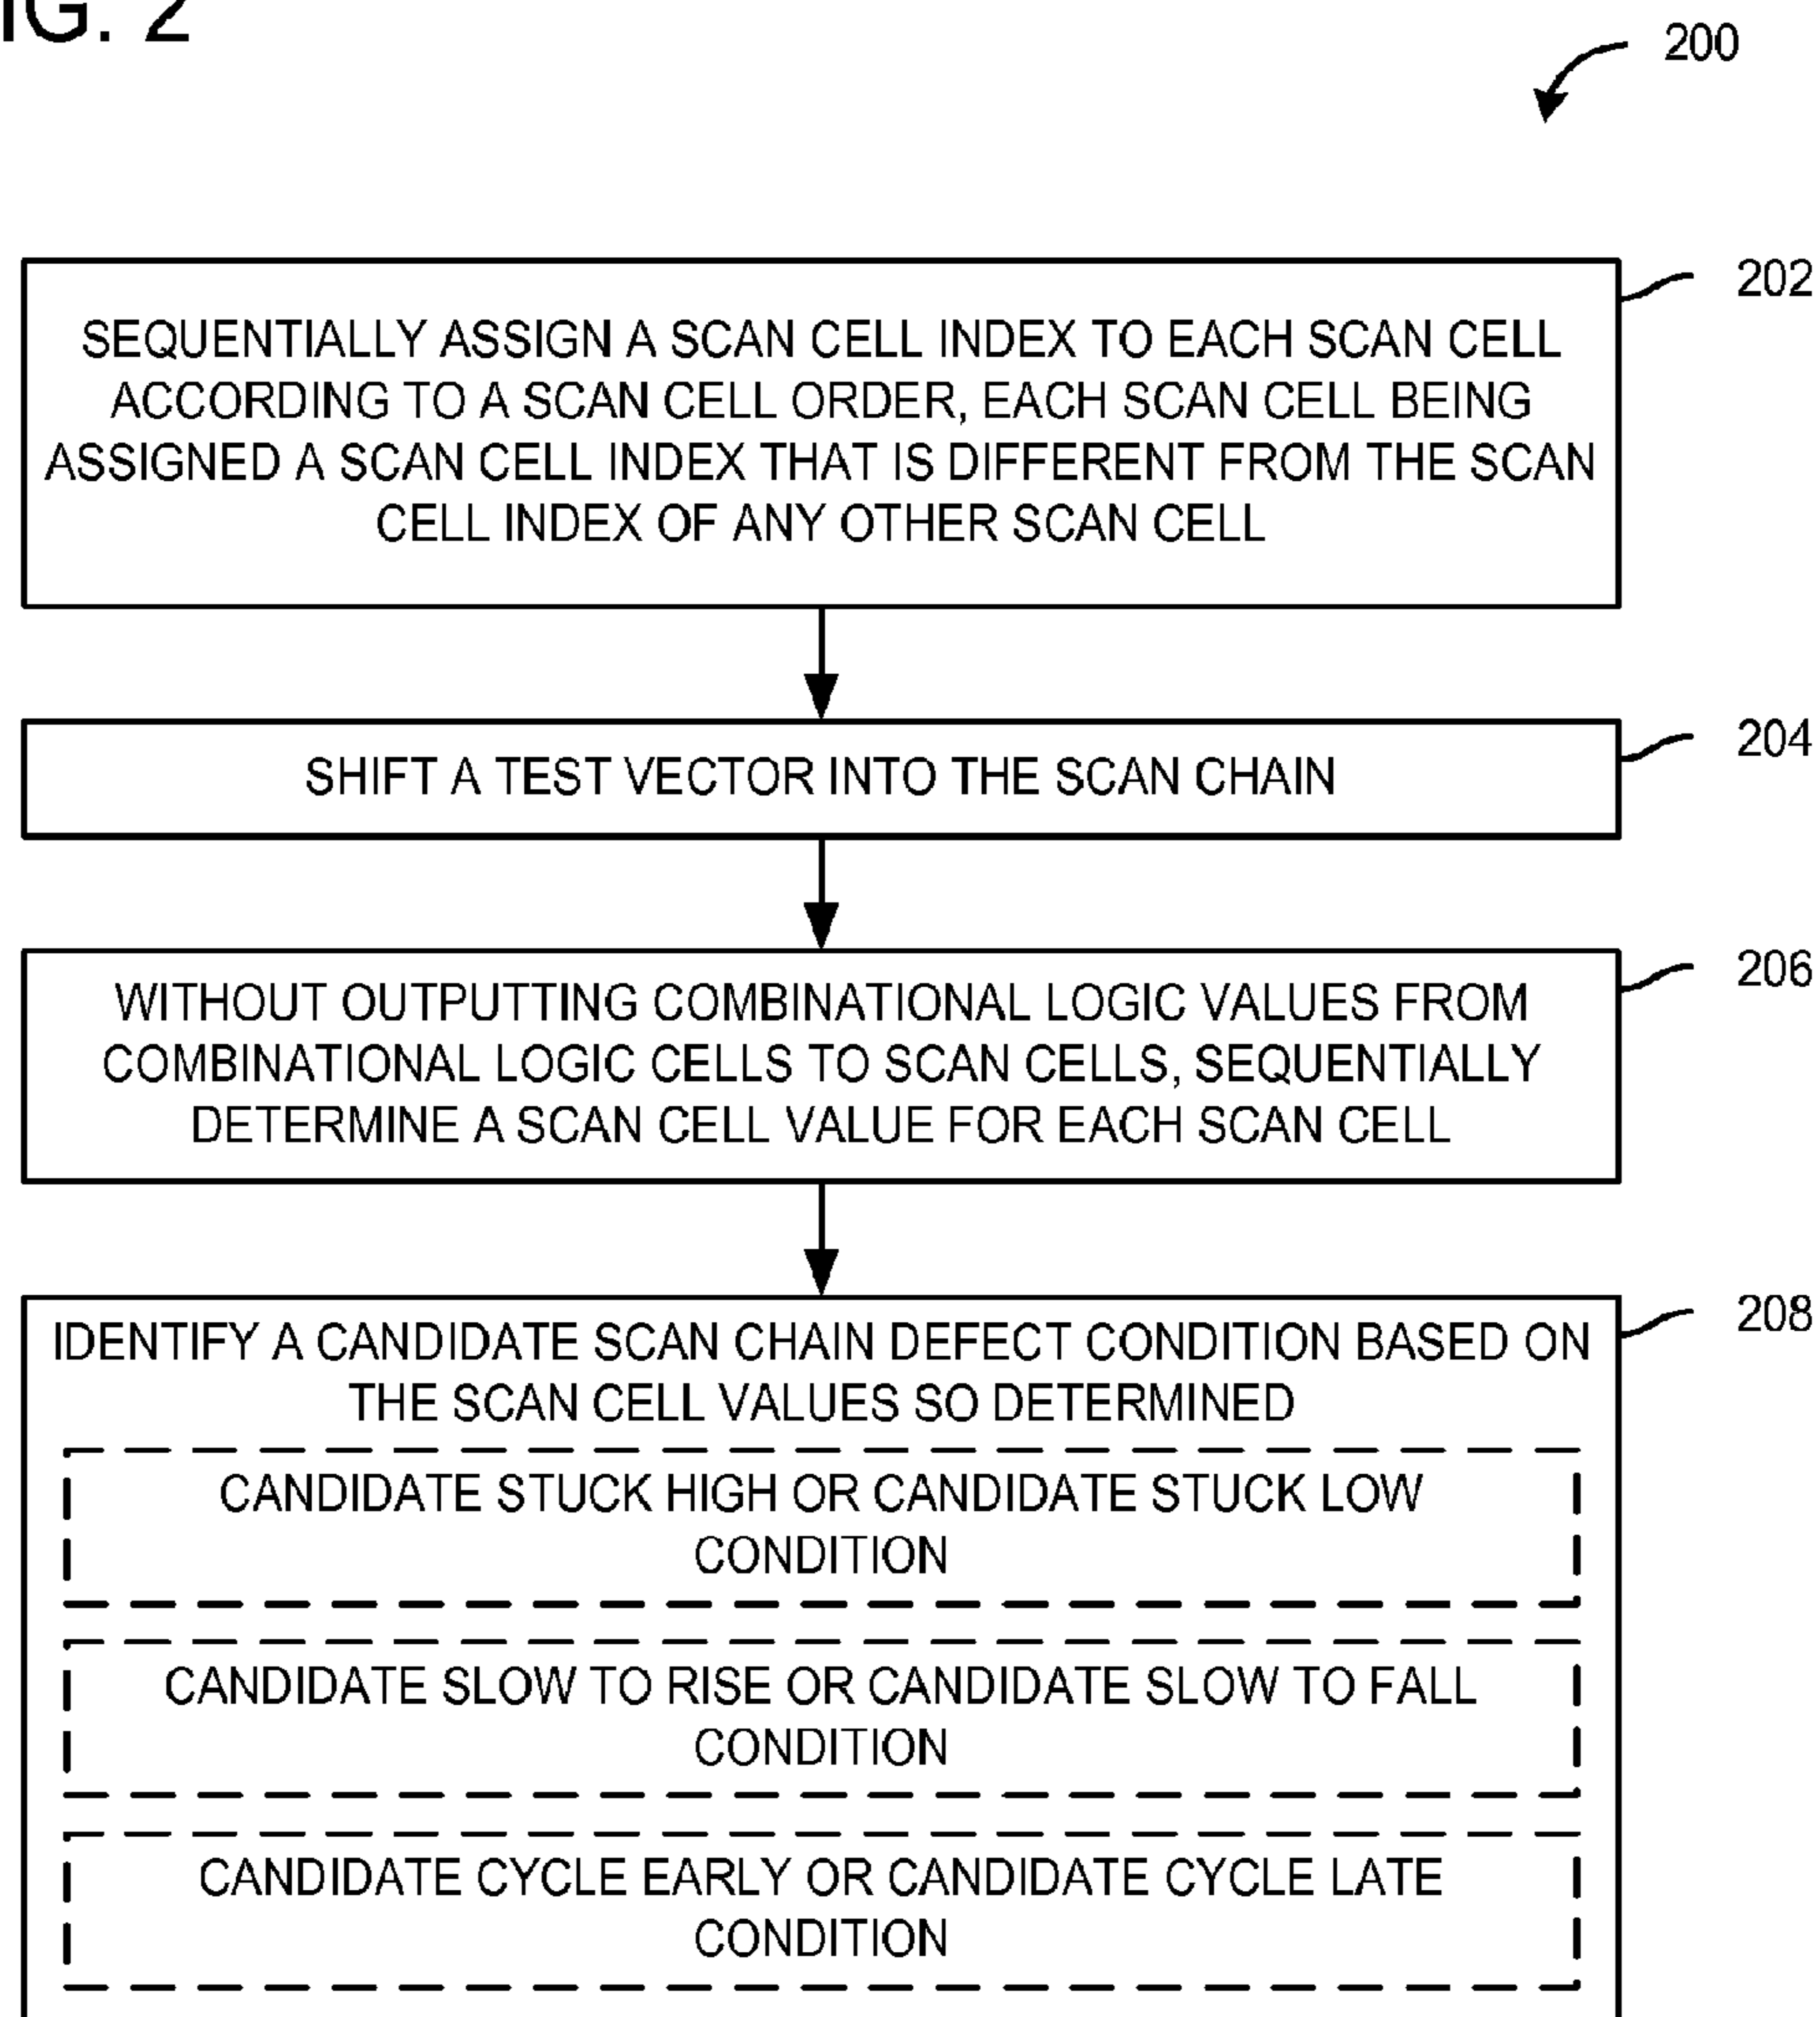 IG. 2
200
202
SEQUENTIALLY ASSIGN A SCAN CELL INDEX TO EACH SCAN CELL
ACCORDING TO A SCAN CELL ORDER, EACH SCAN CELL BEING
ASSIGNED A SCAN CELL INDEX THAT IS DIFFERENT FROM THE SCAN
CELL INDEX OF ANY OTHER SCAN CELL
204
SHIFT A TEST VECTOR INTO THE SCAN CHAIN
206
WITHOUT OUTPUTTING COMBINATIONAL LOGIC VALUES FROM
COMBINATIONAL LOGIC CELLS TO SCAN CELLS, SEQUENTIALLY
DETERMINE A SCAN CELL VALUE FOR EACH SCAN CELL
208
IDENTIFY A CANDIDATE SCAN CHAIN DEFECT CONDITION BASED ON
THE SCAN CELL VALUES SO DETERMINED
CANDIDATE STUCK HIGH OR CANDIDATE STUCK LOW
CONDITION
CANDIDATE SLOW TO RISE OR CANDIDATE SLOW TO FALL
CONDITION
CANDIDATE CYCLE EARLY OR CANDIDATE CYCLE LATE
CONDITION